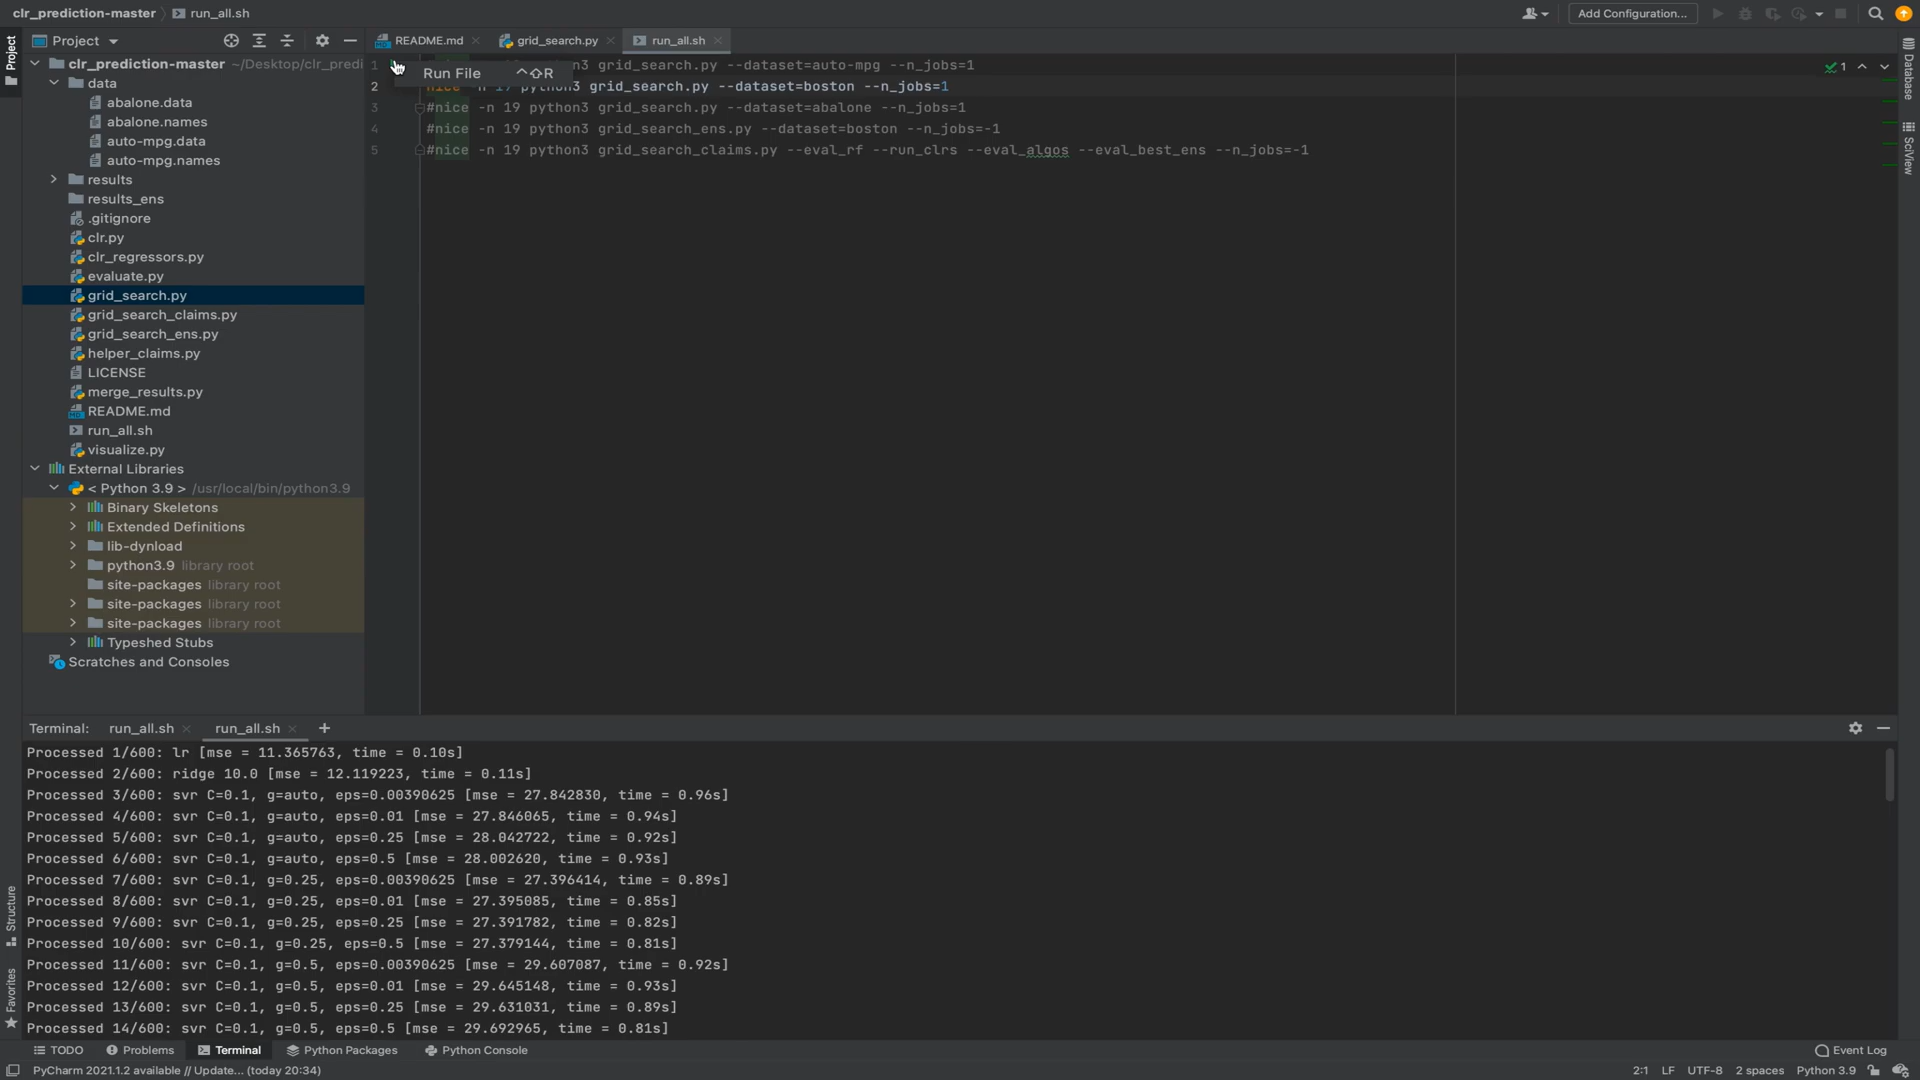 clr_prediction-master
run_all.sh
Add Configuration...
Project
README.md
grid_search.py
run_all.sh
Project
clr_prediction-master ~/Desktop/clr_predi
data
abalone.data
abalone.names
auto-mpg.data
auto-mpg.names
results
results_ens
.gitignore
clr.py
clr_regressors.py
evaluate.py
grid_search.py
grid_search_claims.py
grid_search_ens.py
helper_claims.py
LICENSE
merge_results.py
README.md
run_all.sh
visualize.py
External Libraries
< Python 3.9 > /usr/local/bin/python3.9
Binary Skeletons
Extended Definitions
lib-dynload
python3.9 library root
site-packages library root
site-packages library root
site-packages library root
Typeshed Stubs
Scratches and Consoles
Run File ^⇧R
1 grid_search.py --dataset=auto-mpg --n_jobs=1
2 nice -n 19 python3 grid_search.py --dataset=boston --n_jobs=1
3 #nice -n 19 python3 grid_search.py --dataset=abalone --n_jobs=1
4 #nice -n 19 python3 grid_search_ens.py --dataset=boston --n_jobs=-1
5 #nice -n 19 python3 grid_search_claims.py --eval_rf --run_clrs --eval_algos --eval_best_ens --n_jobs=-1
1
Database
SciView
Terminal: run_all.sh run_all.sh
Processed 1/600: lr [mse = 11.365763, time = 0.10s]
Processed 2/600: ridge 10.0 [mse = 12.119223, time = 0.11s]
Processed 3/600: svr C=0.1, g=auto, eps=0.00390625 [mse = 27.842830, time = 0.96s]
Processed 4/600: svr C=0.1, g=auto, eps=0.01 [mse = 27.846065, time = 0.94s]
Processed 5/600: svr C=0.1, g=auto, eps=0.25 [mse = 28.042722, time = 0.92s]
Processed 6/600: svr C=0.1, g=auto, eps=0.5 [mse = 28.002620, time = 0.93s]
Processed 7/600: svr C=0.1, g=0.25, eps=0.00390625 [mse = 27.396414, time = 0.89s]
Processed 8/600: svr C=0.1, g=0.25, eps=0.01 [mse = 27.395085, time = 0.85s]
Processed 9/600: svr C=0.1, g=0.25, eps=0.25 [mse = 27.391782, time = 0.82s]
Processed 10/600: svr C=0.1, g=0.25, eps=0.5 [mse = 27.379144, time = 0.81s]
Processed 11/600: svr C=0.1, g=0.5, eps=0.00390625 [mse = 29.607087, time = 0.92s]
Processed 12/600: svr C=0.1, g=0.5, eps=0.01 [mse = 29.645148, time = 0.93s]
Processed 13/600: svr C=0.1, g=0.5, eps=0.25 [mse = 29.631031, time = 0.89s]
Processed 14/600: svr C=0.1, g=0.5, eps=0.5 [mse = 29.692965, time = 0.81s]
Structure
Favorites
TODO
Problems
Terminal
Python Packages
Python Console
Event Log
PyCharm 2021.1.2 available // Update... (today 20:34)
2:1 LF UTF-8 2 spaces Python 3.9